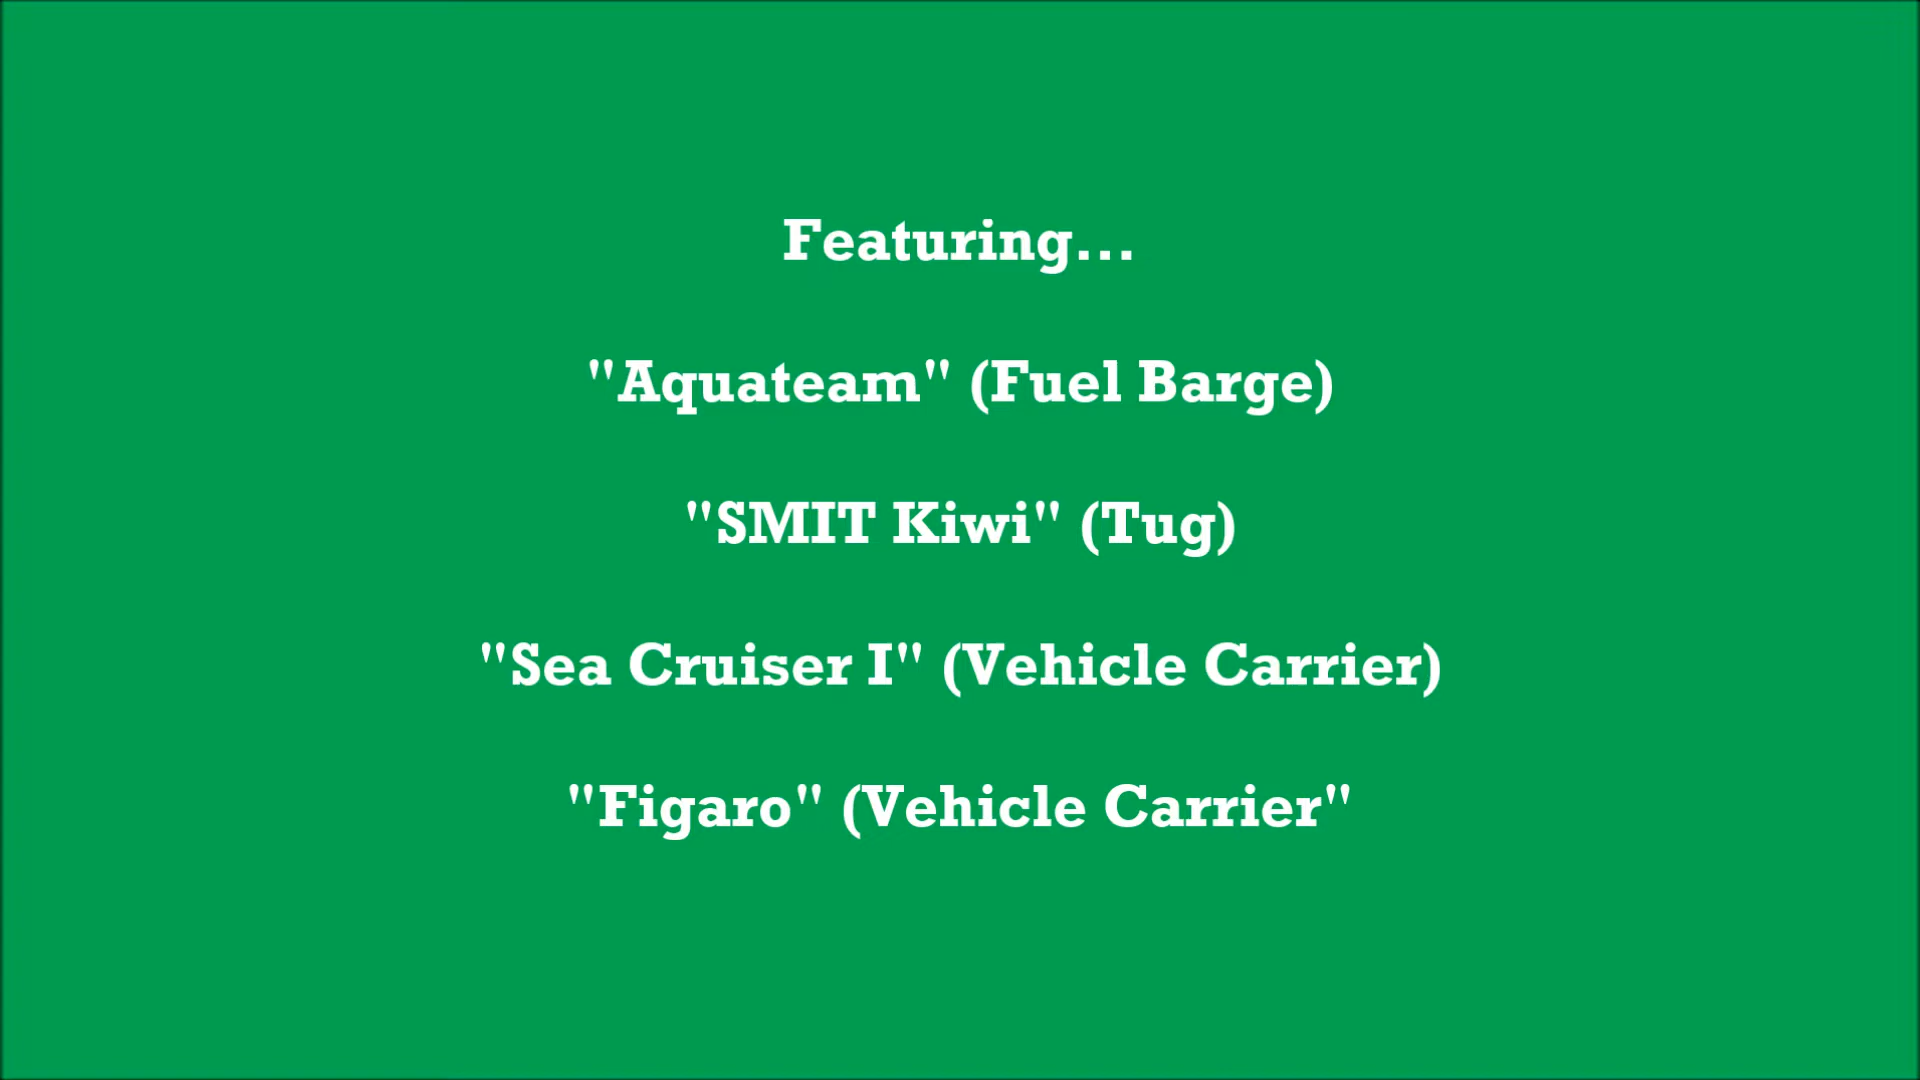 Featuring...
"Aquateam" (Fuel Barge)
"SMIT Kiwi" (Tug)
"Sea Cruiser I" (Vehicle Carrier)
"Figaro" (Vehicle Carrier"